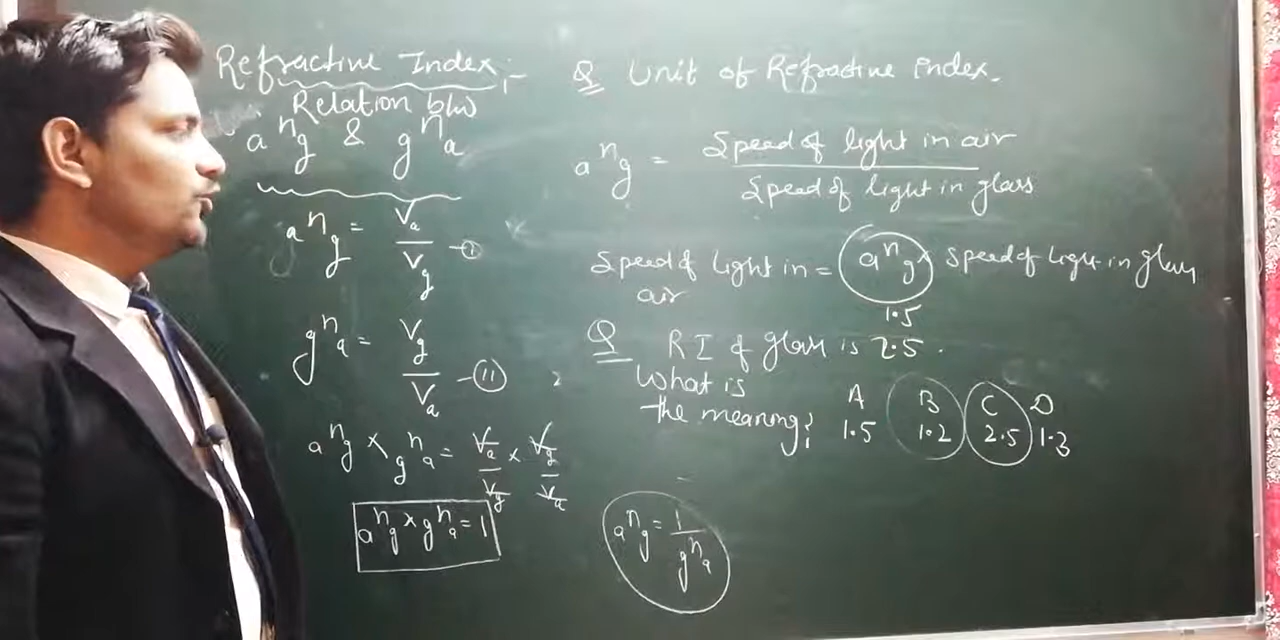 Refractive Index :-
Relation b/w
a n g & g n a
a n g = Va / Vg - (I)
g n a = Vg / Va - (II)
a n g × g n a = Va / Vg × Vg / Va
a n g × g n a = 1
Q Unit of Refractive Index.
a n g = Speed of light in air / Speed of light in glass
Speed of light in air = a n g × Speed of light in glass
1.5
Q RI of glass is 2.5 .
What is
the meaning?
A B C D
1.5 1.2 2.5 1.3
a n g = 1 / g n a